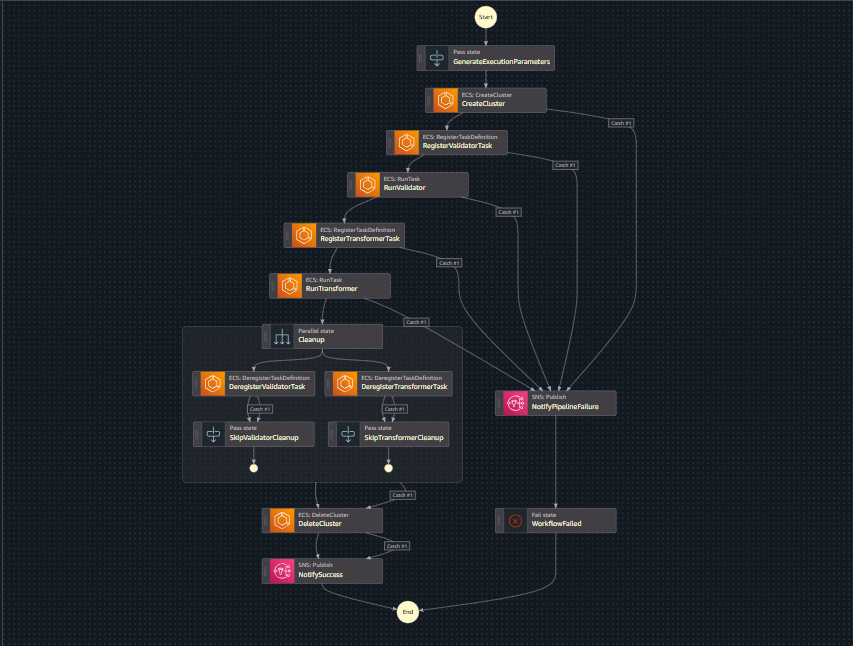 Start
Pass state
GenerateExecutionParameters
ECS: CreateCluster
CreateCluster
Catch #1
ECS: RegisterTaskDefinition
RegisterValidatorTask
Catch #1
ECS: RunTask
RunValidator
Catch #1
ECS: RegisterTaskDefinition
RegisterTransformerTask
Catch #1
ECS: RunTask
RunTransformer
Catch #1
Parallel state
Cleanup
ECS: DeregisterTaskDefinition
DeregisterValidatorTask
ECS: DeregisterTaskDefinition
DeregisterTransformerTask
Catch #1
Catch #1
SNS: Publish
NotifyPipelineFailure
Pass state
SkipValidatorCleanup
Pass state
SkipTransformerCleanup
Catch #1
ECS: DeleteCluster
DeleteCluster
Fail state
WorkflowFailed
Catch #1
SNS: Publish
NotifySuccess
End